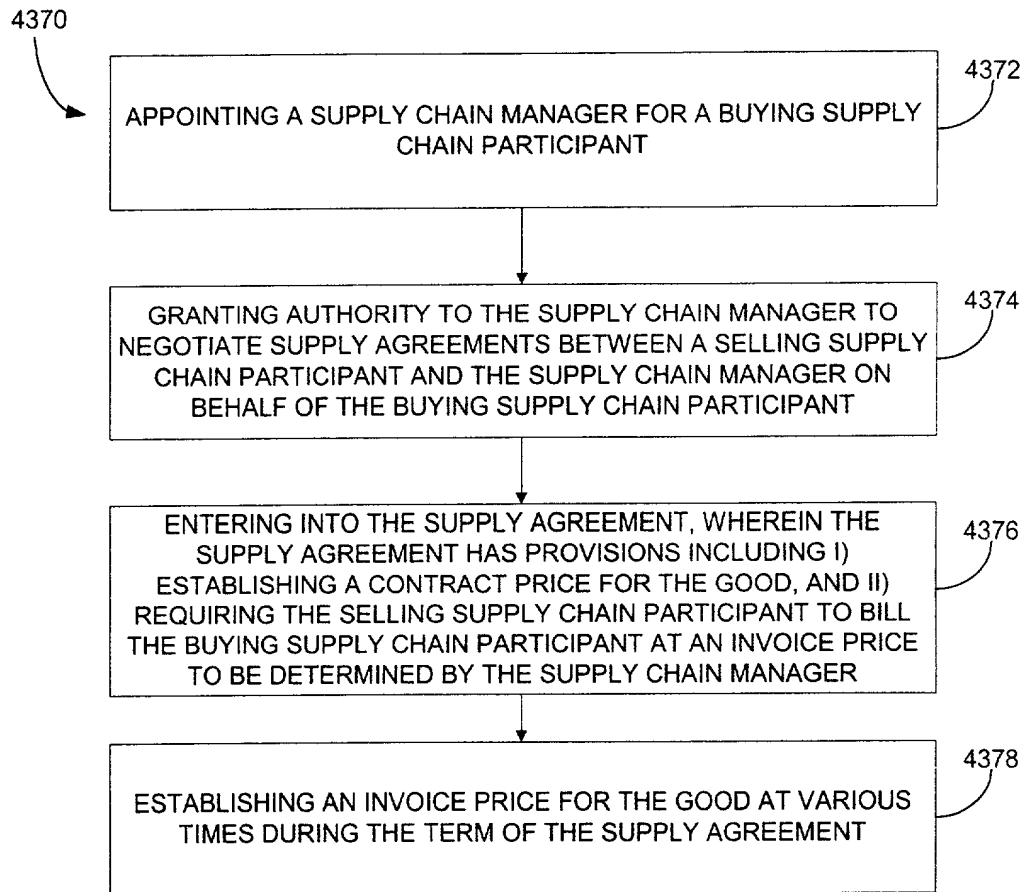 4370
4372
APPOINTING A SUPPLY CHAIN MANAGER FOR A BUYING SUPPLY
CHAIN PARTICIPANT
4374
GRANTING AUTHORITY TO THE SUPPLY CHAIN MANAGER TO
NEGOTIATE SUPPLY AGREEMENTS BETWEEN A SELLING SUPPLY
CHAIN PARTICIPANT AND THE SUPPLY CHAIN MANAGER ON
BEHALF OF THE BUYING SUPPLY CHAIN PARTICIPANT
4376
ENTERING INTO THE SUPPLY AGREEMENT, WHEREIN THE
SUPPLY AGREEMENT HAS PROVISIONS INCLUDING I)
ESTABLISHING A CONTRACT PRICE FOR THE GOOD, AND II)
REQUIRING THE SELLING SUPPLY CHAIN PARTICIPANT TO BILL
THE BUYING SUPPLY CHAIN PARTICIPANT AT AN INVOICE PRICE
TO BE DETERMINED BY THE SUPPLY CHAIN MANAGER
4378
ESTABLISHING AN INVOICE PRICE FOR THE GOOD AT VARIOUS
TIMES DURING THE TERM OF THE SUPPLY AGREEMENT